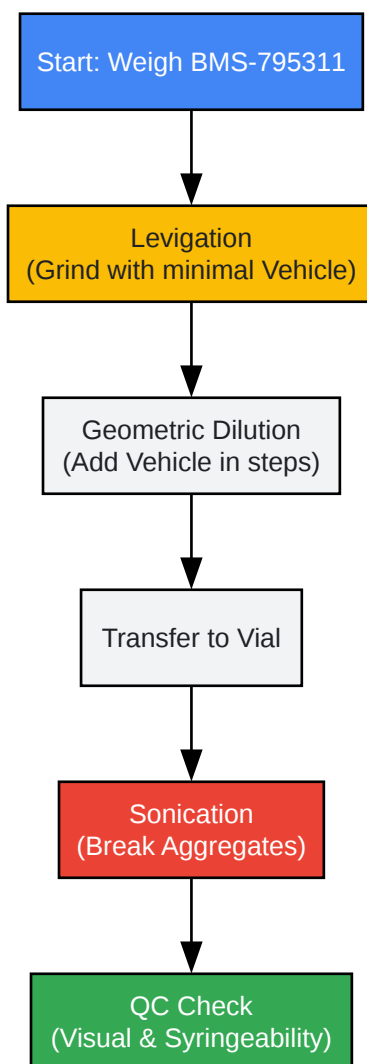 Start: Weigh BMS-795311
Levigation
(Grind with minimal Vehicle)
Geometric Dilution
(Add Vehicle in steps)
Transfer to Vial
Sonication
(Break Aggregates)
QC Check
(Visual & Syringeability)